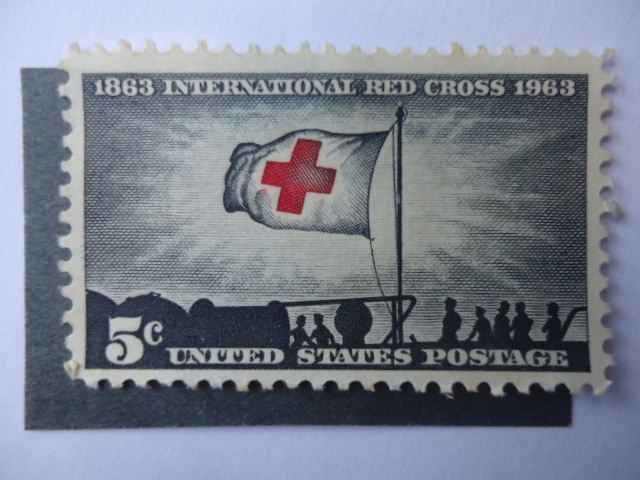 1863 INTERNATIONAL RED CROSS 1963
5c UNITED STATES POSTAGE